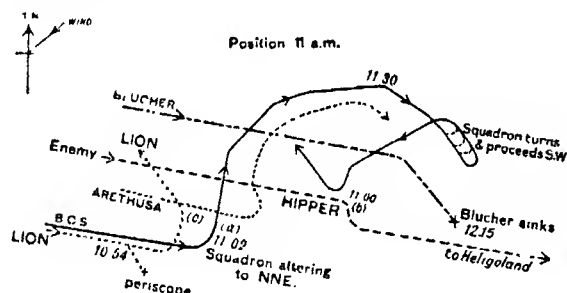 T N
WIND
Position 11 a.m.
11.30
BLUCHER
LION
Squadron turns
& proceeds S.W
Enemy
11.00
ARETHUSA
HIPPER
(b)
(c)
(a)
Blucher sinks
12.15
B.C.S
11.09
LION
Squadron altering
to NNE.
to Heligoland
10.54
periscope